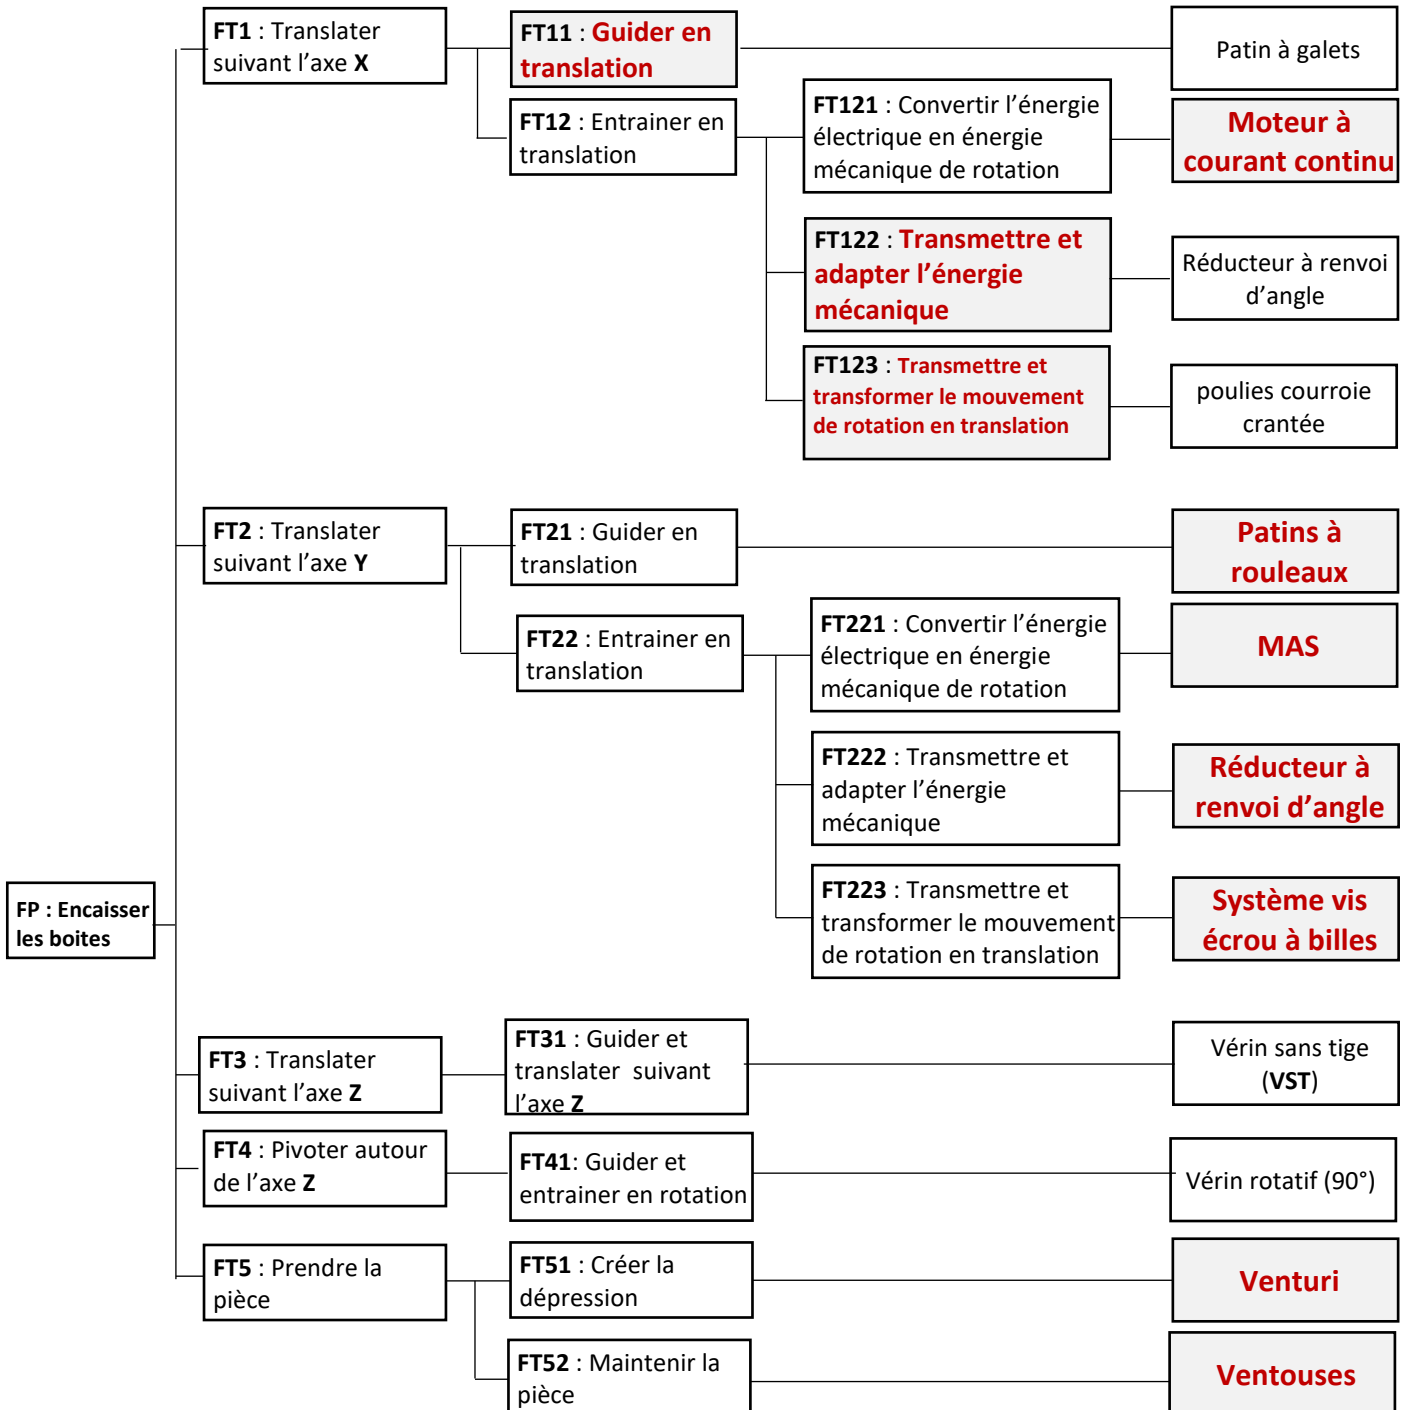 FT1 : Translater
suivant l’axe X
FT11 : Guider en
translation
Patin à galets
FT12 : Entrainer en
translation
FT121 : Convertir l’énergie
électrique en énergie
mécanique de rotation
Moteur à
courant continu
FT122 : Transmettre et
adapter l’énergie
mécanique
Réducteur à renvoi
d’angle
FT123 : Transmettre et
transformer le mouvement
de rotation en translation
poulies courroie
crantée
FT2 : Translater
suivant l’axe Y
FT21 : Guider en
translation
Patins à
rouleaux
FT22 : Entrainer en
translation
FT221 : Convertir l’énergie
électrique en énergie
mécanique de rotation
MAS
FT222 : Transmettre et
adapter l’énergie
mécanique
Réducteur à
renvoi d’angle
FP : Encaisser
les boites
FT223 : Transmettre et
transformer le mouvement
de rotation en translation
Système vis
écrou à billes
FT3 : Translater
suivant l’axe Z
FT31 : Guider et
translater suivant
l’axe Z
Vérin sans tige
(VST)
FT4 : Pivoter autour
de l’axe Z
FT41: Guider et
entrainer en rotation
Vérin rotatif (90°)
FT5 : Prendre la
pièce
FT51 : Créer la
dépression
Venturi
FT52 : Maintenir la
pièce
Ventouses